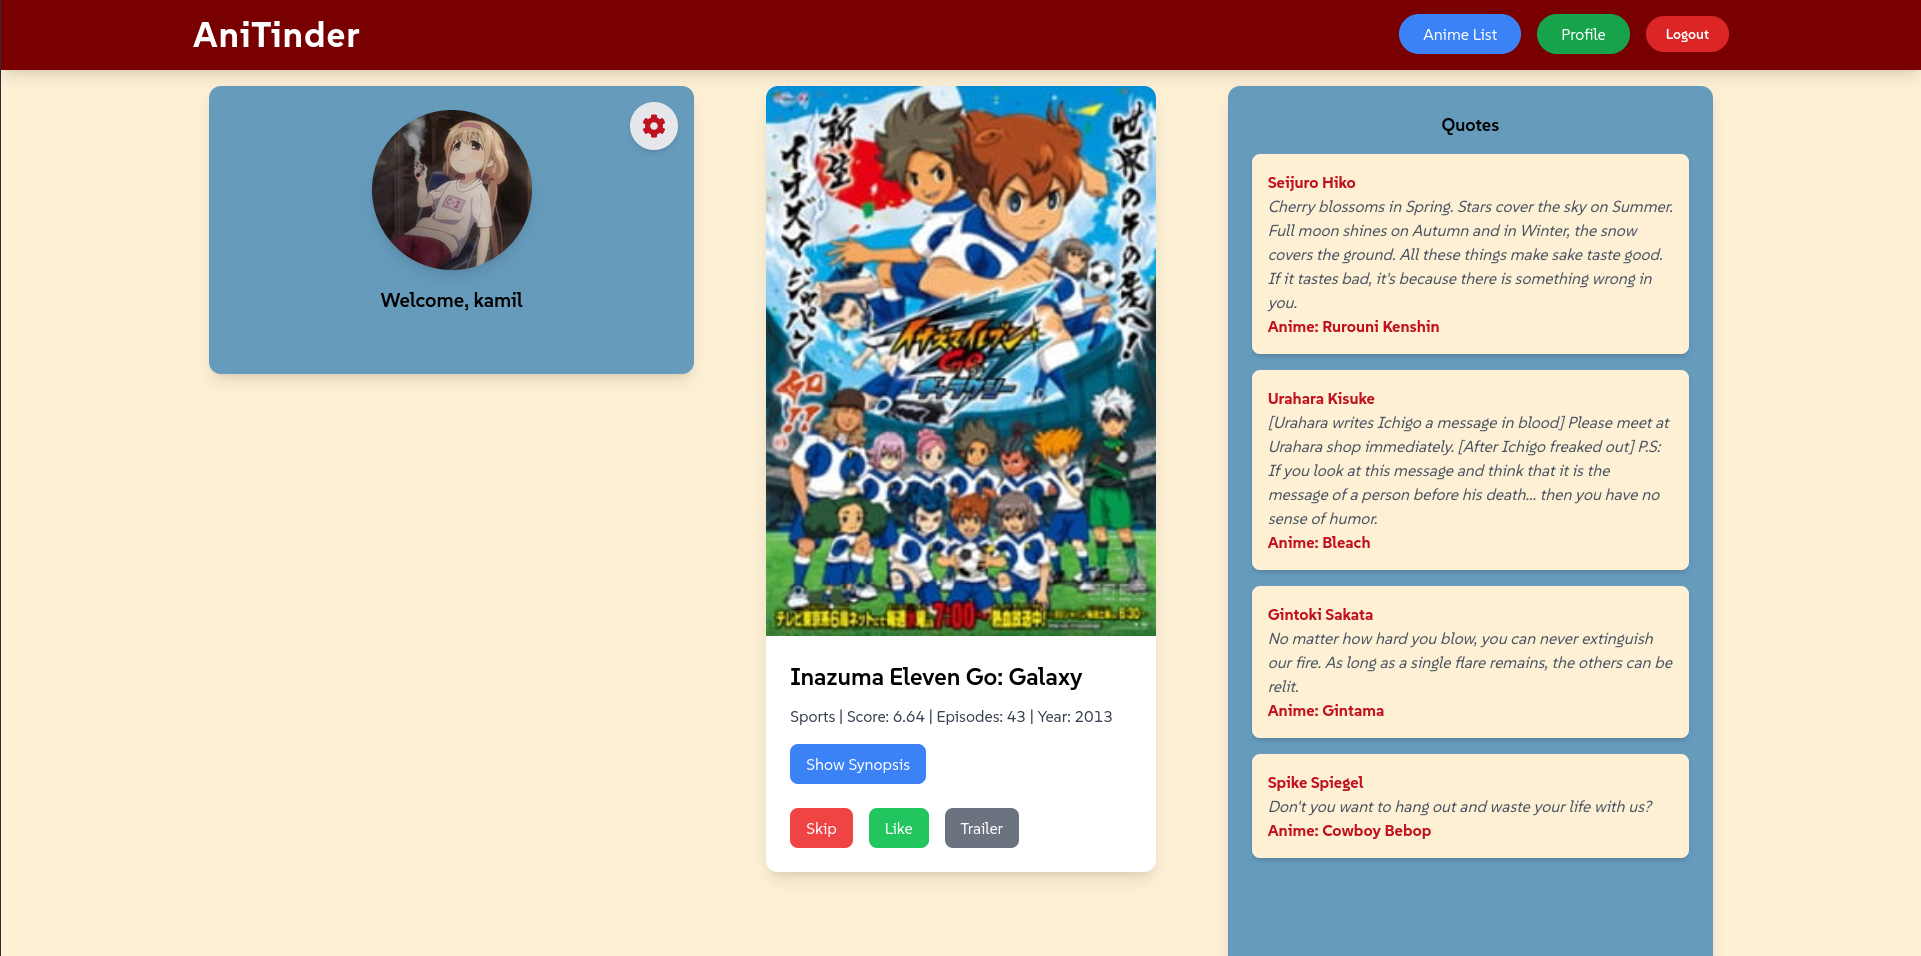 AniTinder
Anime List
Profile
Logout
Welcome, kamil
新生
イナズマジャパン
如!!
世界のその先へ!
イナズマイレブン
GO
ギャラクシー
7:00
6:30
Inazuma Eleven Go: Galaxy
Sports | Score: 6.64 | Episodes: 43 | Year: 2013
Show Synopsis
Skip
Like
Trailer
Quotes
Seijuro Hiko
Cherry blossoms in Spring. Stars cover the sky on Summer.
Full moon shines on Autumn and in Winter, the snow
covers the ground. All these things make sake taste good.
If it tastes bad, it's because there is something wrong in
you.
Anime: Rurouni Kenshin
Urahara Kisuke
[Urahara writes Ichigo a message in blood] Please meet at
Urahara shop immediately. [After Ichigo freaked out] P.S:
If you look at this message and think that it is the
message of a person before his death... then you have no
sense of humor.
Anime: Bleach
Gintoki Sakata
No matter how hard you blow, you can never extinguish
our fire. As long as a single flare remains, the others can be
relit.
Anime: Gintama
Spike Spiegel
Don't you want to hang out and waste your life with us?
Anime: Cowboy Bebop